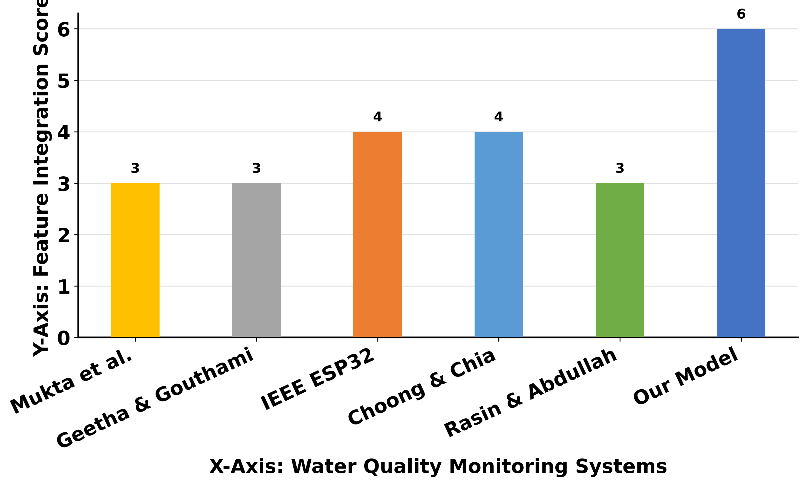 Y-Axis: Feature Integration Score
6
5
4
3
2
1
0
3
3
4
4
3
6
Mukta et al.
Geetha & Gouthami
IEEE ESP32
Choong & Chia
Rasin & Abdullah
Our Model
X-Axis: Water Quality Monitoring Systems